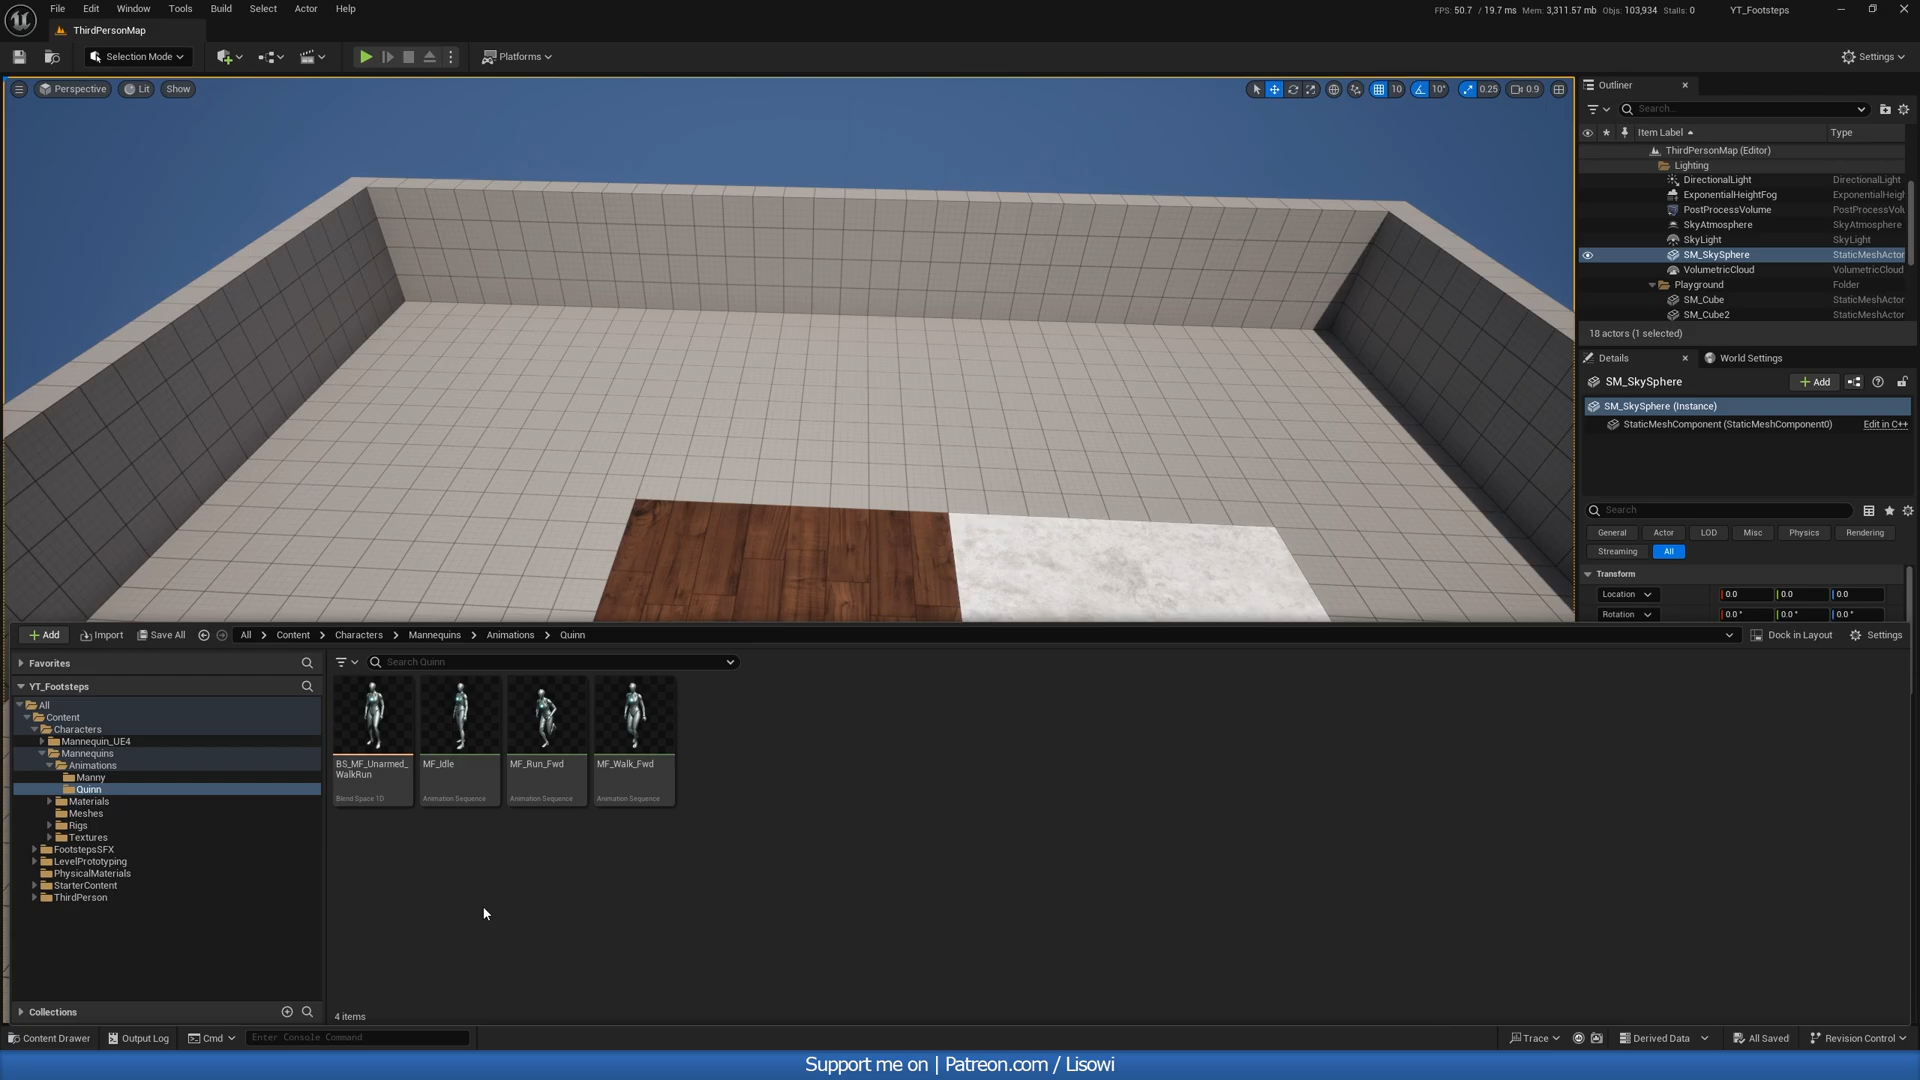 File Edit Window Tools Build Select Actor Help
FPS: 50.7 / 19.7 ms Mem: 3,311.57 mb Objs: 103,934 Stalls: 0
YT_Footsteps
ThirdPersonMap
Selection Mode
Platforms
Settings
Perspective
Lit
Show
10
10°
0.25
0.9
Outliner
Search...
Item Label
Type
ThirdPersonMap (Editor)
Lighting
DirectionalLight DirectionalLight
ExponentialHeightFog ExponentialHeigh
PostProcessVolume PostProcessVolu
SkyAtmosphere SkyAtmosphere
SkyLight SkyLight
SM_SkySphere StaticMeshActor
VolumetricCloud VolumetricCloud
Playground Folder
SM_Cube StaticMeshActor
SM_Cube2 StaticMeshActor
18 actors (1 selected)
Details
World Settings
SM_SkySphere
Add
SM_SkySphere (Instance)
StaticMeshComponent (StaticMeshComponent0) Edit in C++
Search
General Actor LOD Misc Physics Rendering
Streaming All
Transform
Location 0.0 0.0 0.0
Rotation 0.0° 0.0° 0.0°
Add Import Save All
All Content Characters Mannequins Animations Quinn
Dock in Layout Settings
Favorites
YT_Footsteps
All
Content
Characters
Mannequin_UE4
Mannequins
Animations
Manny
Quinn
Materials
Meshes
Rigs
Textures
FootstepsSFX
LevelPrototyping
PhysicalMaterials
StarterContent
ThirdPerson
Collections
Search Quinn
BS_MF_Unarmed_
WalkRun
Blend Space 1D
MF_Idle
Animation Sequence
MF_Run_Fwd
Animation Sequence
MF_Walk_Fwd
Animation Sequence
4 items
Content Drawer Output Log Cmd Enter Console Command
Trace Derived Data All Saved Revision Control
Support me on | Patreon.com / Lisowi